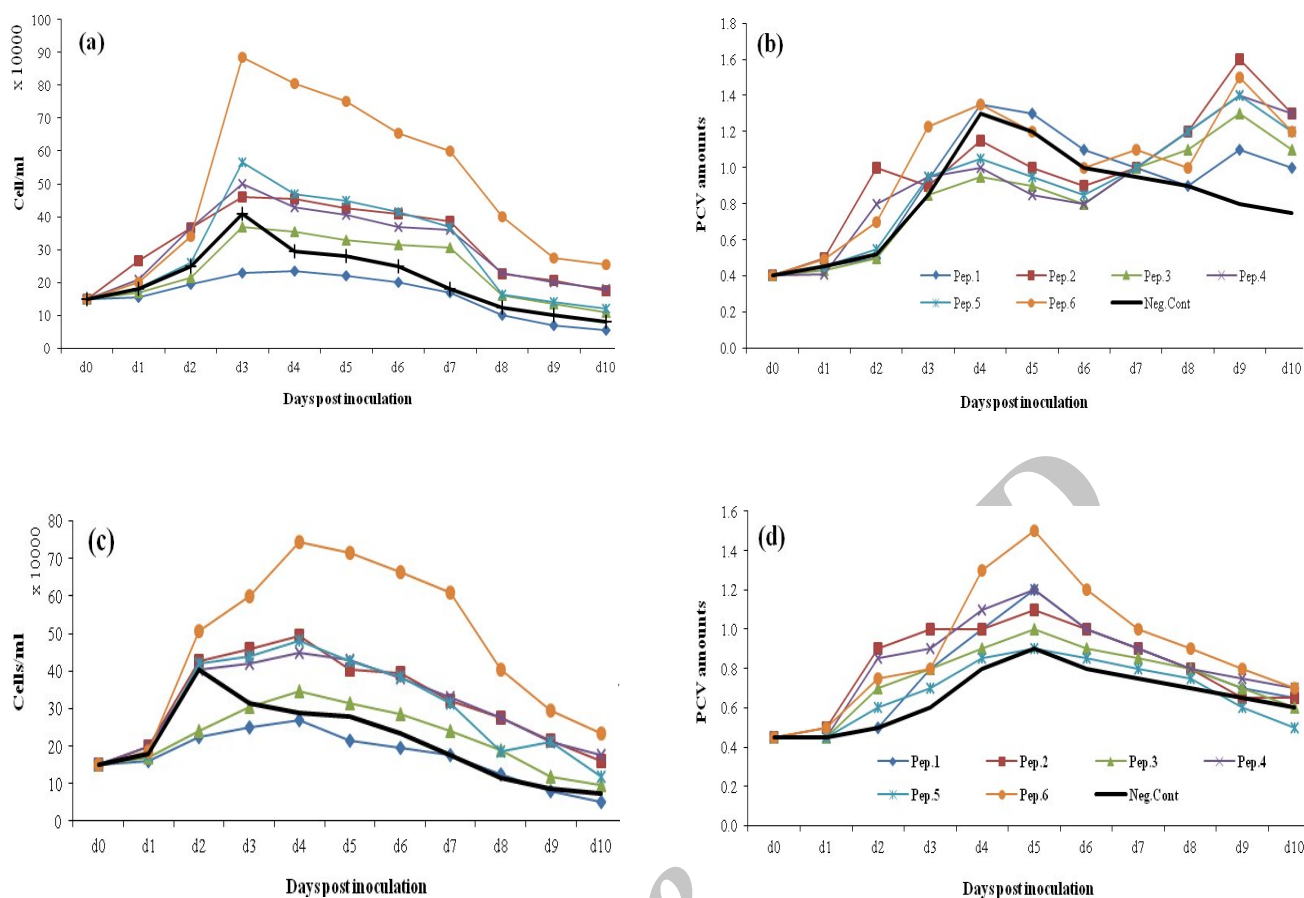 (a)
x 10000
Cell/ml
100
90
80
70
60
50
40
30
20
10
0
d0 d1 d2 d3 d4 d5 d6 d7 d8 d9 d10
Days post inoculation
(b)
PCV amounts
1.8
1.6
1.4
1.2
1.0
0.8
0.6
0.4
0.2
0.0
Pep.1 Pep.2 Pep.3 Pep.4
Pep.5 Pep.6 Neg.Cont
d0 d1 d2 d3 d4 d5 d6 d7 d8 d9 d10
Days post inoculation
(c)
x 10000
Cells/ml
80
70
60
50
40
30
20
10
0
d0 d1 d2 d3 d4 d5 d6 d7 d8 d9 d10
Days post inoculation
(d)
PCV amounts
1.6
1.4
1.2
1.0
0.8
0.6
0.4
0.2
0.0
Pep.1 Pep.2 Pep.3 Pep.4
Pep.5 Pep.6 Neg.Cont
d0 d1 d2 d3 d4 d5 d6 d7 d8 d9 d10
Days post inoculation